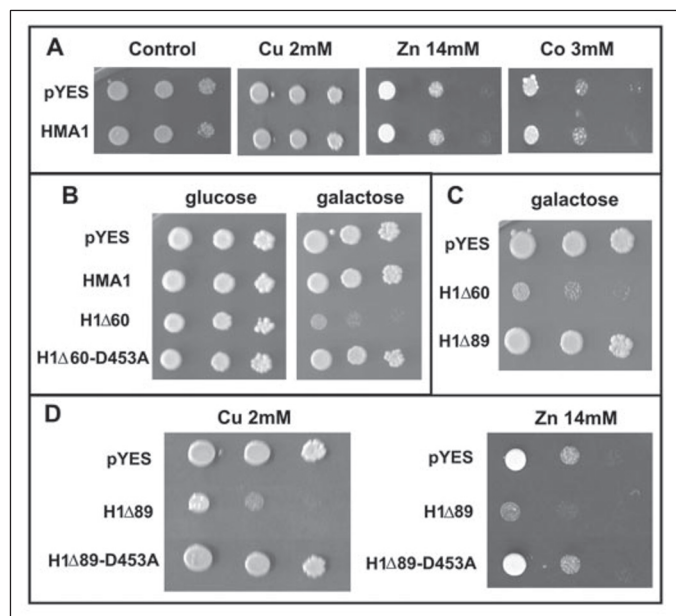 A
Control Cu 2mM Zn 14mM Co 3mM
pYES
HMA1
B
glucose galactose
pYES
HMA1
H1Δ60
H1Δ60-D453A
C
galactose
pYES
H1Δ60
H1Δ89
D
Cu 2mM
pYES
H1Δ89
H1Δ89-D453A
Zn 14mM
pYES
H1Δ89
H1Δ89-D453A